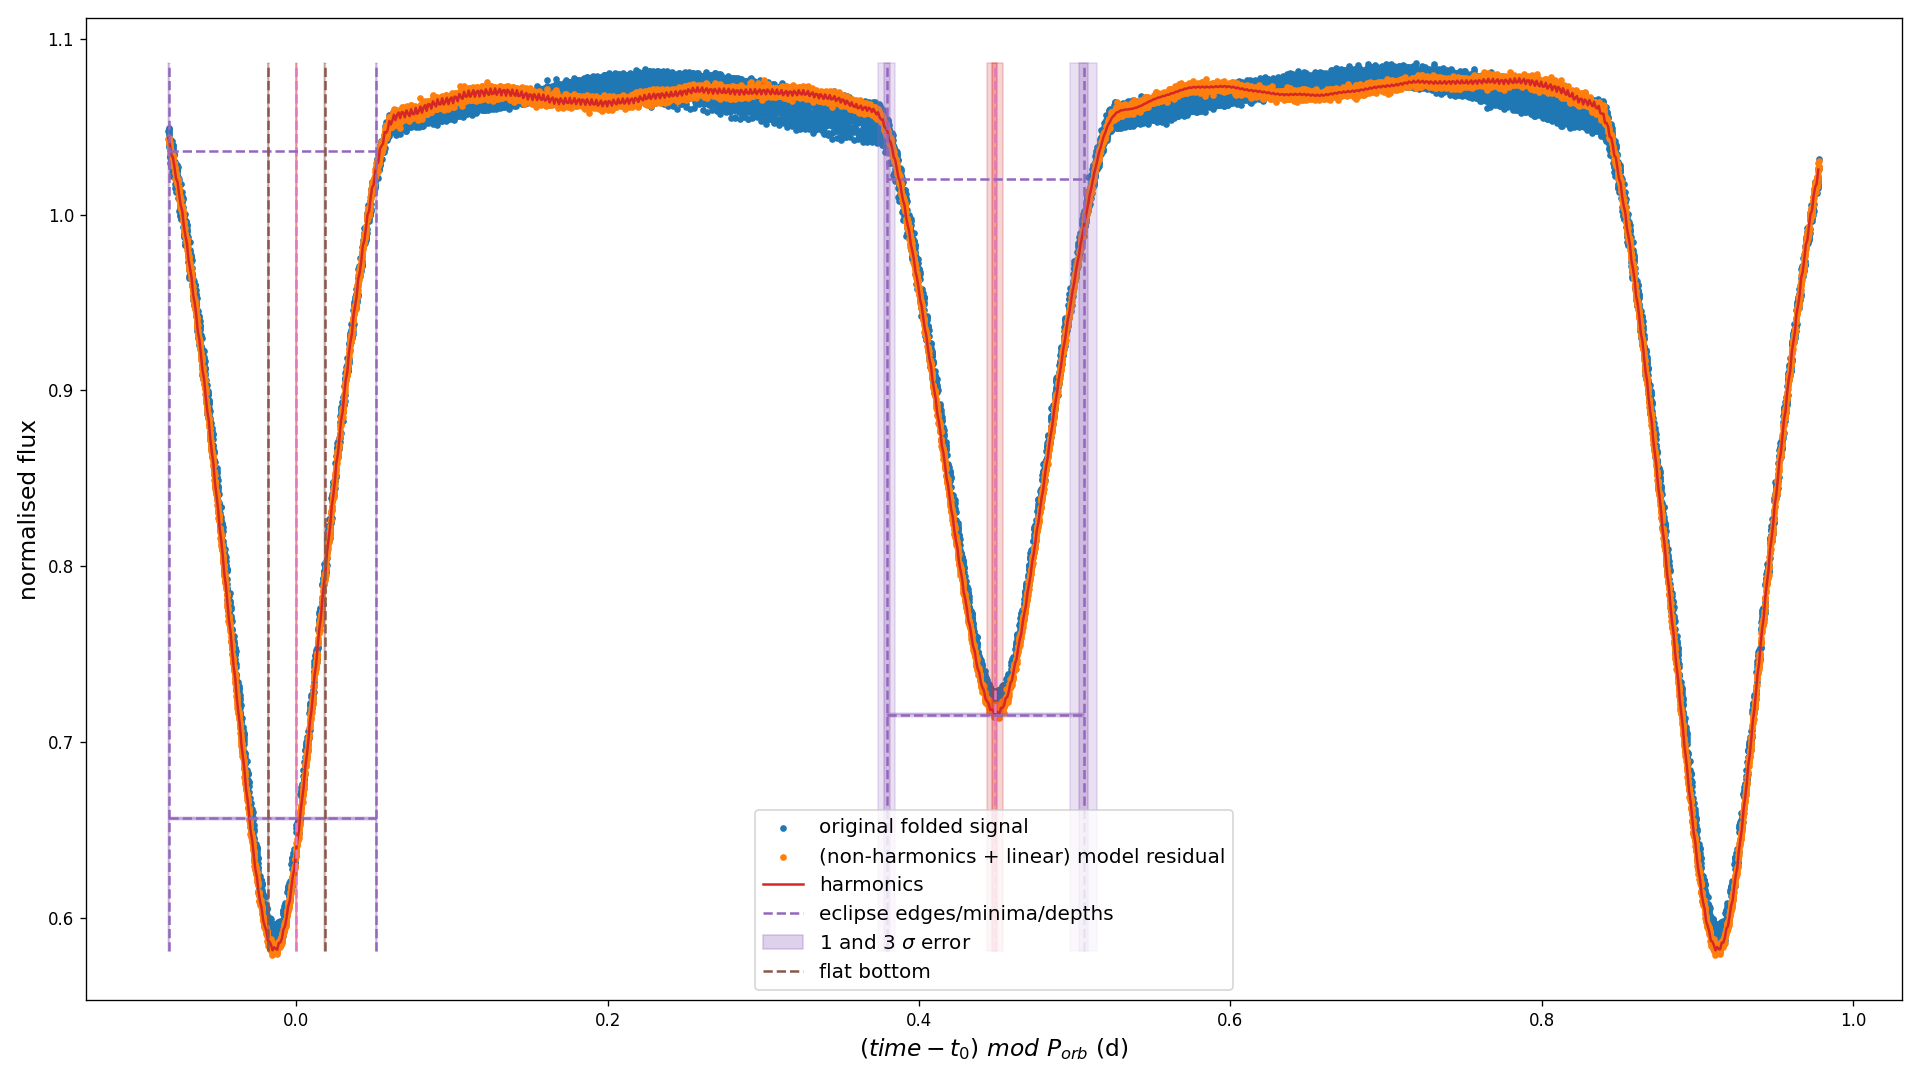 1.1
1.0
0.9
0.8
0.7
0.6
normalised flux
original folded signal
(non-harmonics + linear) model residual
harmonics
eclipse edges/minima/depths
1 and 3 σ error
flat bottom
0.0 0.2 0.4 0.6 0.8 1.0
(time − t₀) mod Pₒᵣb (d)